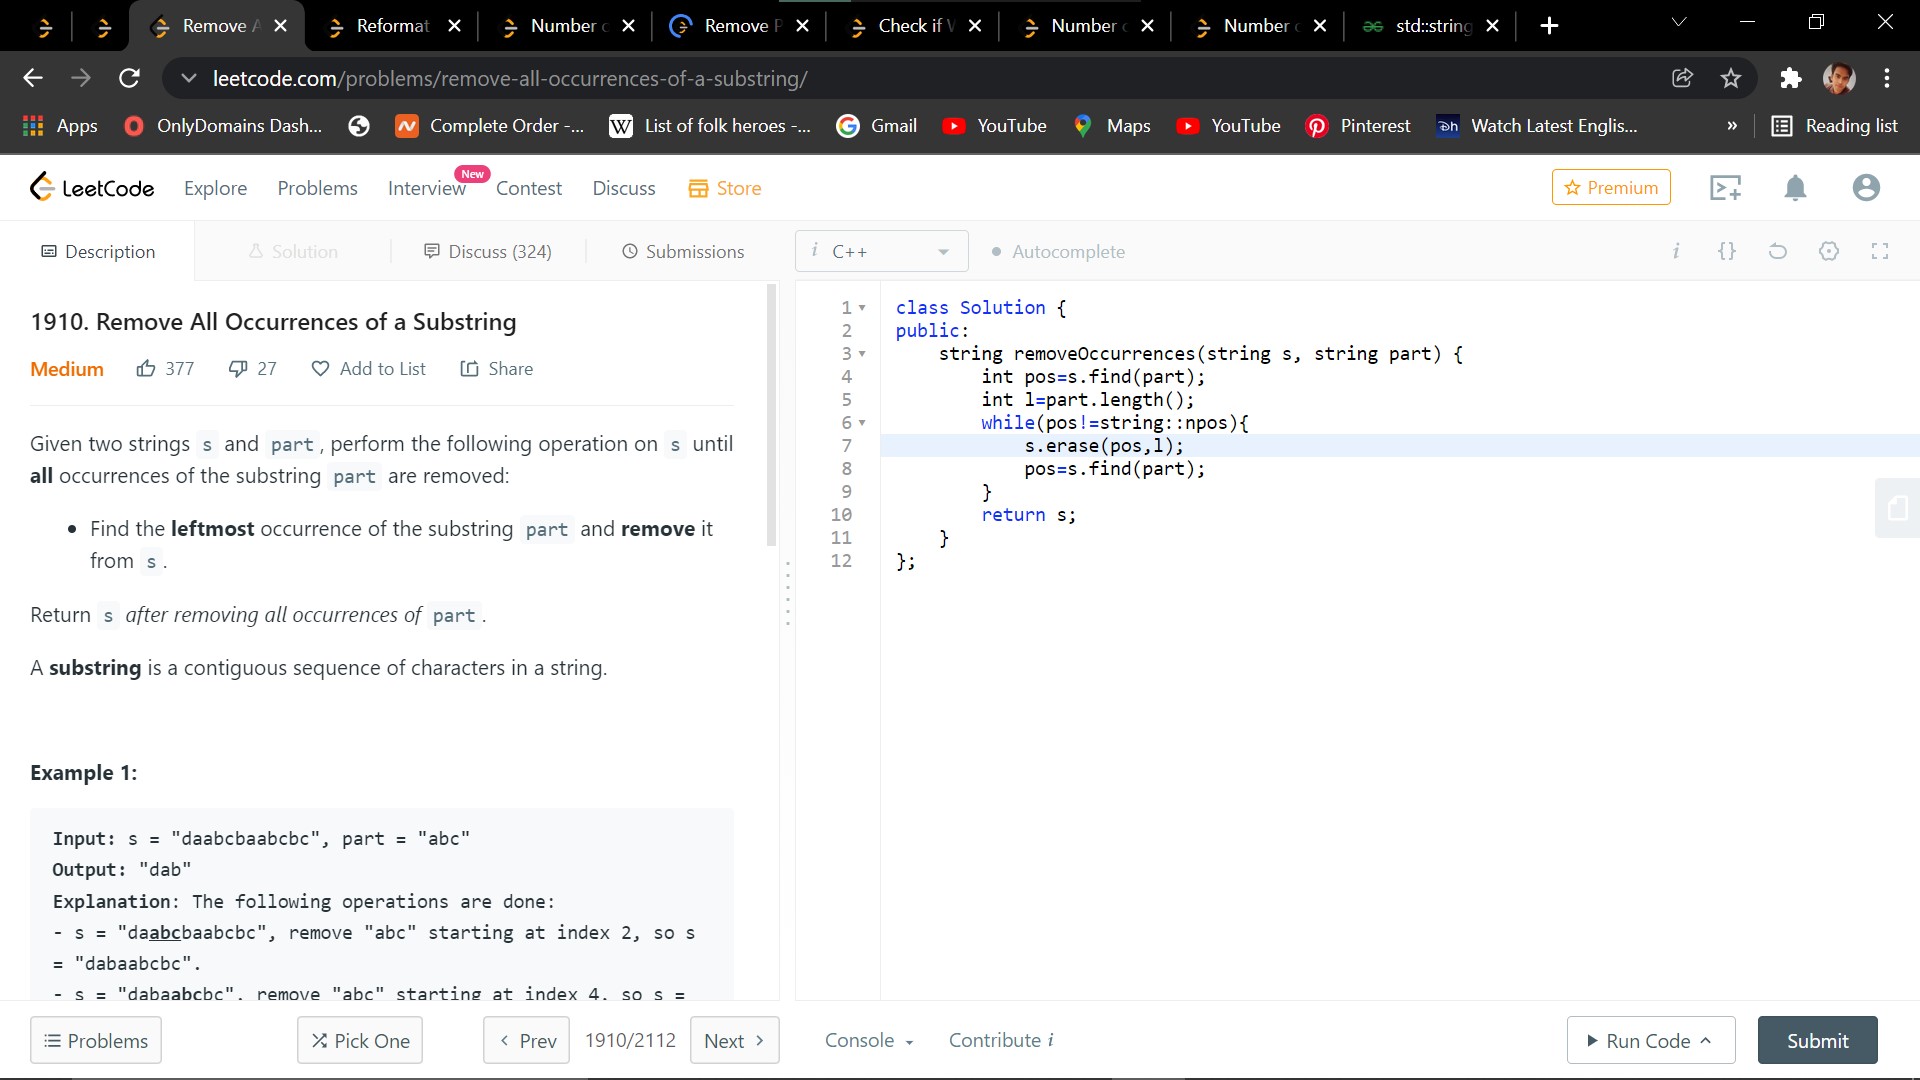 Remove A
Reformat
Number c
Remove P
Check if V
Number c
Number c
std::string
leetcode.com/problems/remove-all-occurrences-of-a-substring/
Apps
OnlyDomains Dash...
Complete Order -...
W List of folk heroes -...
Gmail
YouTube
Maps
YouTube
Pinterest
Watch Latest Englis...
»
Reading list
LeetCode
Explore
Problems
Interview
New
Contest
Discuss
Store
Premium
Description
Solution
Discuss (324)
Submissions
i C++
Autocomplete
i
{}
1910. Remove All Occurrences of a Substring
Medium 377 27 Add to List Share
Given two strings s and part, perform the following operation on s until
all occurrences of the substring part are removed:
• Find the leftmost occurrence of the substring part and remove it
from s.
Return s after removing all occurrences of part.
A substring is a contiguous sequence of characters in a string.
Example 1:
Input: s = "daabcbaabcbc", part = "abc"
Output: "dab"
Explanation: The following operations are done:
- s = "daabcbaabcbc", remove "abc" starting at index 2, so s
= "dabaabcbc".
- s = "dabaabcbc", remove "abc" starting at index 4, so s =
1 class Solution {
2 public:
3 string removeOccurrences(string s, string part) {
4 int pos=s.find(part);
5 int l=part.length();
6 while(pos!=string::npos){
7 s.erase(pos,l);
8 pos=s.find(part);
9 }
10 return s;
11 }
12 };
Problems
Pick One
< Prev
1910/2112
Next >
Console
Contribute i
Run Code
Submit